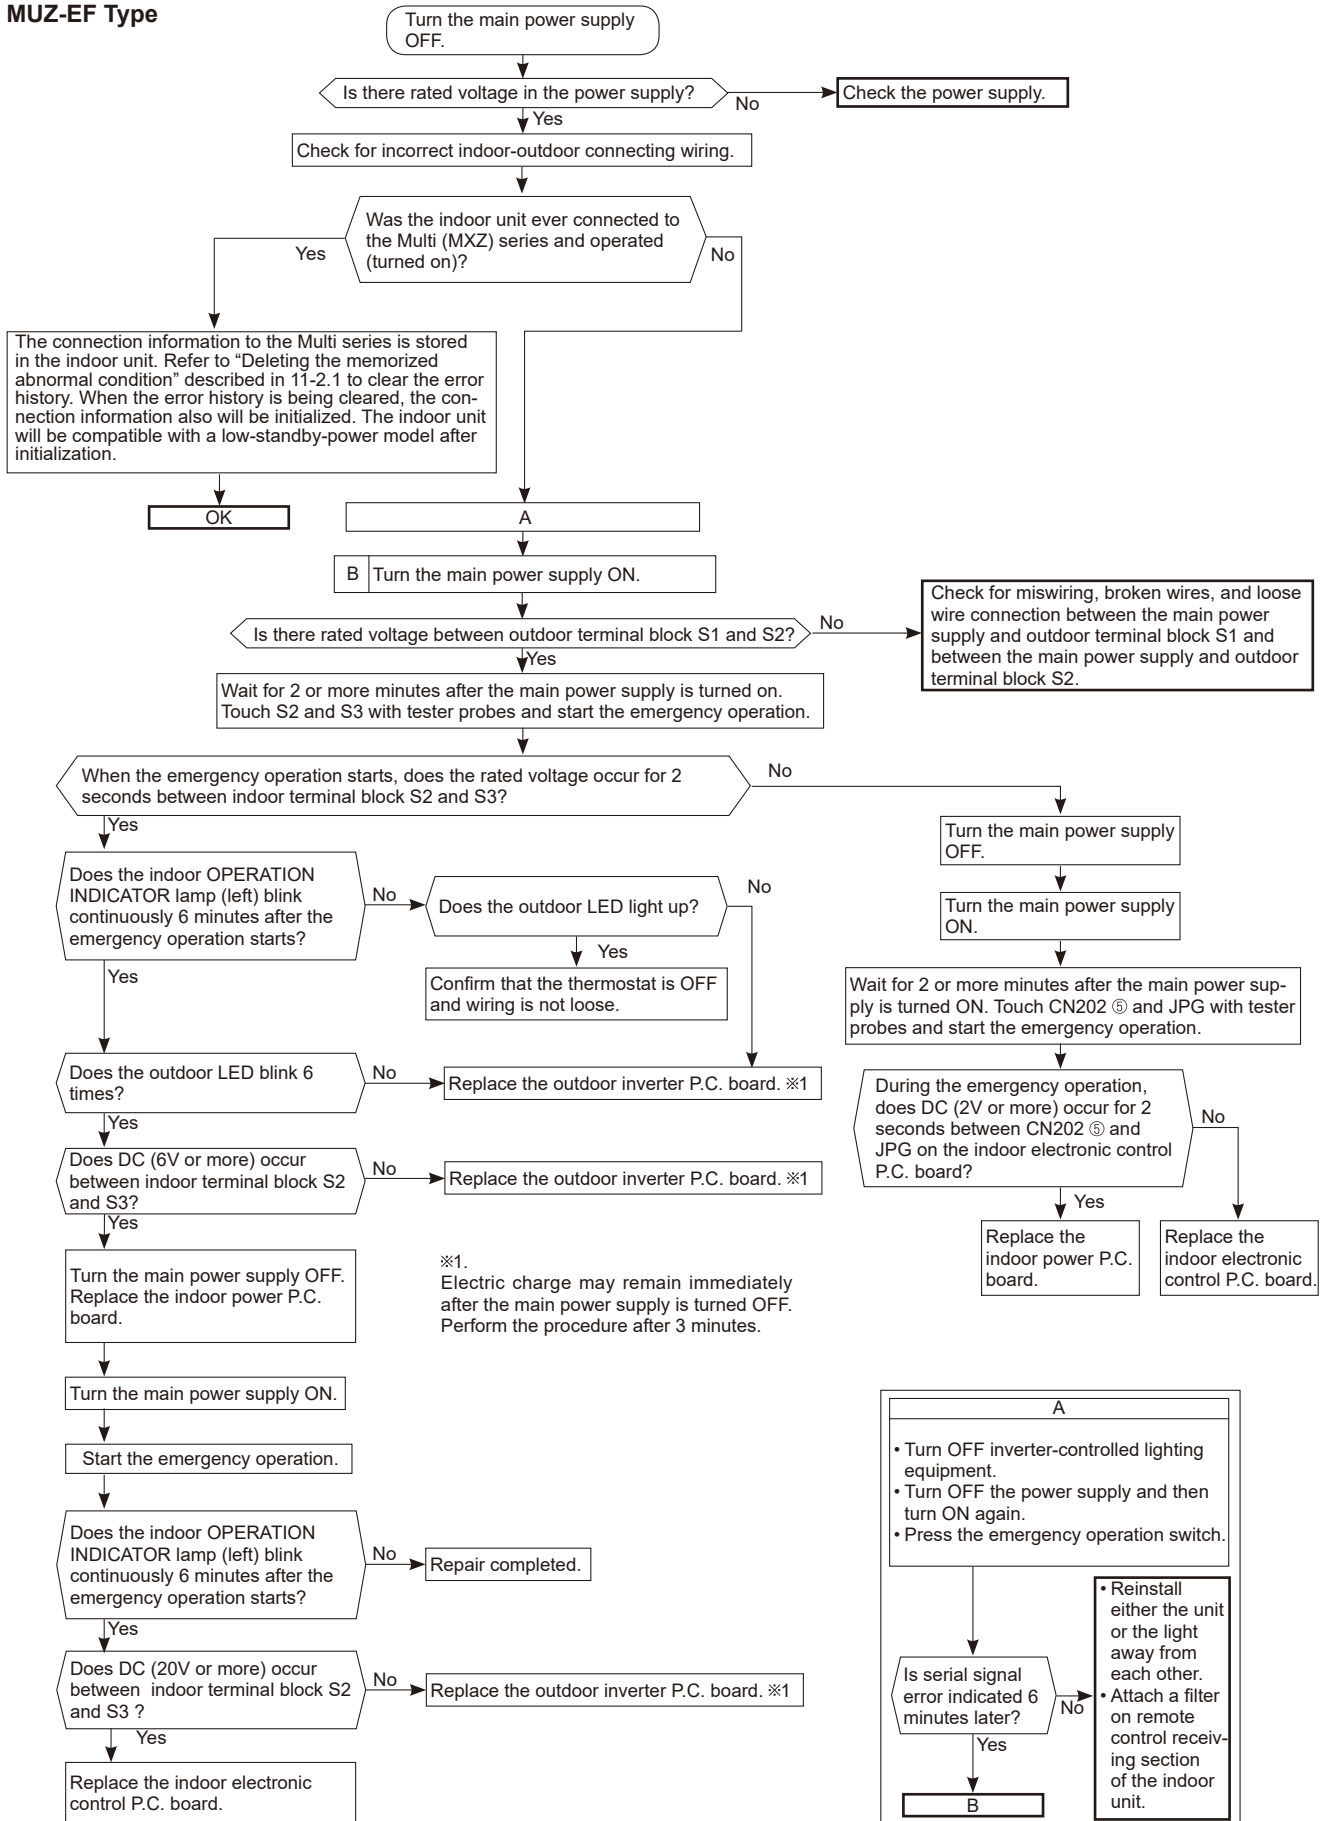 MUZ-EF Type
Turn the main power supply
OFF.
Is there rated voltage in the power supply?
No
Check the power supply.
Yes
Check for incorrect indoor-outdoor connecting wiring.
Was the indoor unit ever connected to
the Multi (MXZ) series and operated
(turned on)?
Yes
No
The connection information to the Multi series is stored
in the indoor unit. Refer to “Deleting the memorized
abnormal condition” described in 11-2.1 to clear the error
history. When the error history is being cleared, the con-
nection information also will be initialized. The indoor unit
will be compatible with a low-standby-power model after
initialization.
OK
A
B Turn the main power supply ON.
Is there rated voltage between outdoor terminal block S1 and S2?
No
Check for miswiring, broken wires, and loose
wire connection between the main power
supply and outdoor terminal block S1 and
between the main power supply and outdoor
terminal block S2.
Yes
Wait for 2 or more minutes after the main power supply is turned on.
Touch S2 and S3 with tester probes and start the emergency operation.
When the emergency operation starts, does the rated voltage occur for 2
seconds between indoor terminal block S2 and S3?
No
Yes
Does the indoor OPERATION
INDICATOR lamp (left) blink
continuously 6 minutes after the
emergency operation starts?
No
Does the outdoor LED light up?
No
Yes
Confirm that the thermostat is OFF
and wiring is not loose.
Yes
Does the outdoor LED blink 6
times?
No
Replace the outdoor inverter P.C. board. ※1
Yes
Does DC (6V or more) occur
between indoor terminal block S2
and S3?
No
Replace the outdoor inverter P.C. board. ※1
Yes
Turn the main power supply OFF.
Replace the indoor power P.C.
board.
※1.
Electric charge may remain immediately
after the main power supply is turned OFF.
Perform the procedure after 3 minutes.
Turn the main power supply ON.
Start the emergency operation.
Does the indoor OPERATION
INDICATOR lamp (left) blink
continuously 6 minutes after the
emergency operation starts?
No
Repair completed.
Yes
Does DC (20V or more) occur
between indoor terminal block S2
and S3 ?
No
Replace the outdoor inverter P.C. board. ※1
Yes
Replace the indoor electronic
control P.C. board.
Turn the main power supply
OFF.
Turn the main power supply
ON.
Wait for 2 or more minutes after the main power sup-
ply is turned ON. Touch CN202 ⑤ and JPG with tester
probes and start the emergency operation.
During the emergency operation,
does DC (2V or more) occur for 2
seconds between CN202 ⑤ and
JPG on the indoor electronic control
P.C. board?
No
Yes
Replace the
indoor power P.C.
board.
Replace the
indoor electronic
control P.C. board.
A
• Turn OFF inverter-controlled lighting
equipment.
• Turn OFF the power supply and then
turn ON again.
• Press the emergency operation switch.
Is serial signal
error indicated 6
minutes later?
No
• Reinstall
either the unit
or the light
away from
each other.
• Attach a filter
on remote
control receiv-
ing section
of the indoor
unit.
Yes
B